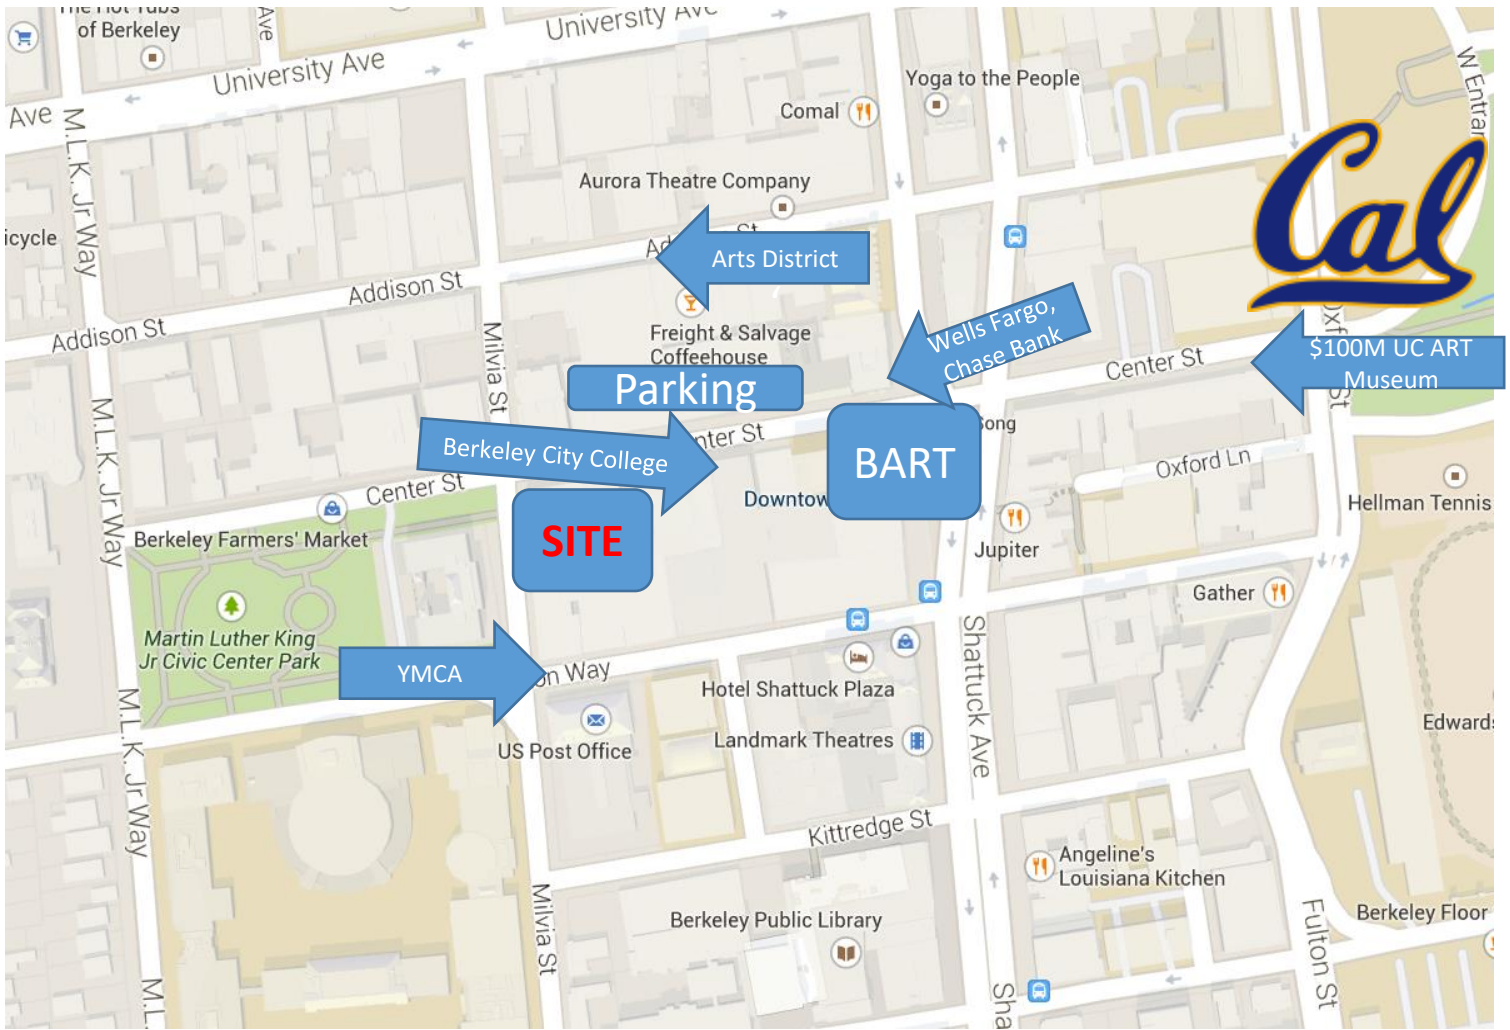 The Hot Tubs
of Berkeley
Ave
University Ave
University Ave
W Entra
Yoga to the People
Comal
Ave
M.L.K. Jr Way
Cal
Aurora Theatre Company
icycle
Addison St
Arts District
Addison St
Addison St
Milvia St
Freight & Salvage
Coffeehouse
Wells Fargo,
Chase Bank
Center St
$100M UC ART
Museum
Parking
M.L.K. Jr Way
Berkeley City College
nter St
BART
Song
Oxford Ln
Center St
Hellman Tennis
Downtow
SITE
Berkeley Farmers' Market
Jupiter
Gather
Martin Luther King
Jr Civic Center Park
YMCA
on Way
Shattuck Ave
Hotel Shattuck Plaza
M.L.K. Jr Way
US Post Office
Landmark Theatres
Edwards
Kittredge St
Angeline's
Louisiana Kitchen
Milvia St
Berkeley Public Library
Fulton St
Berkeley Floor
M.L.
Sha